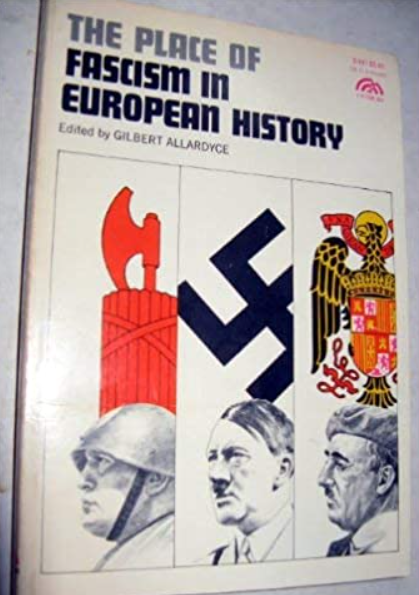 THE PLACE OF
FASCISM IN
EUROPEAN HISTORY
Edited by GILBERT ALLARDYCE